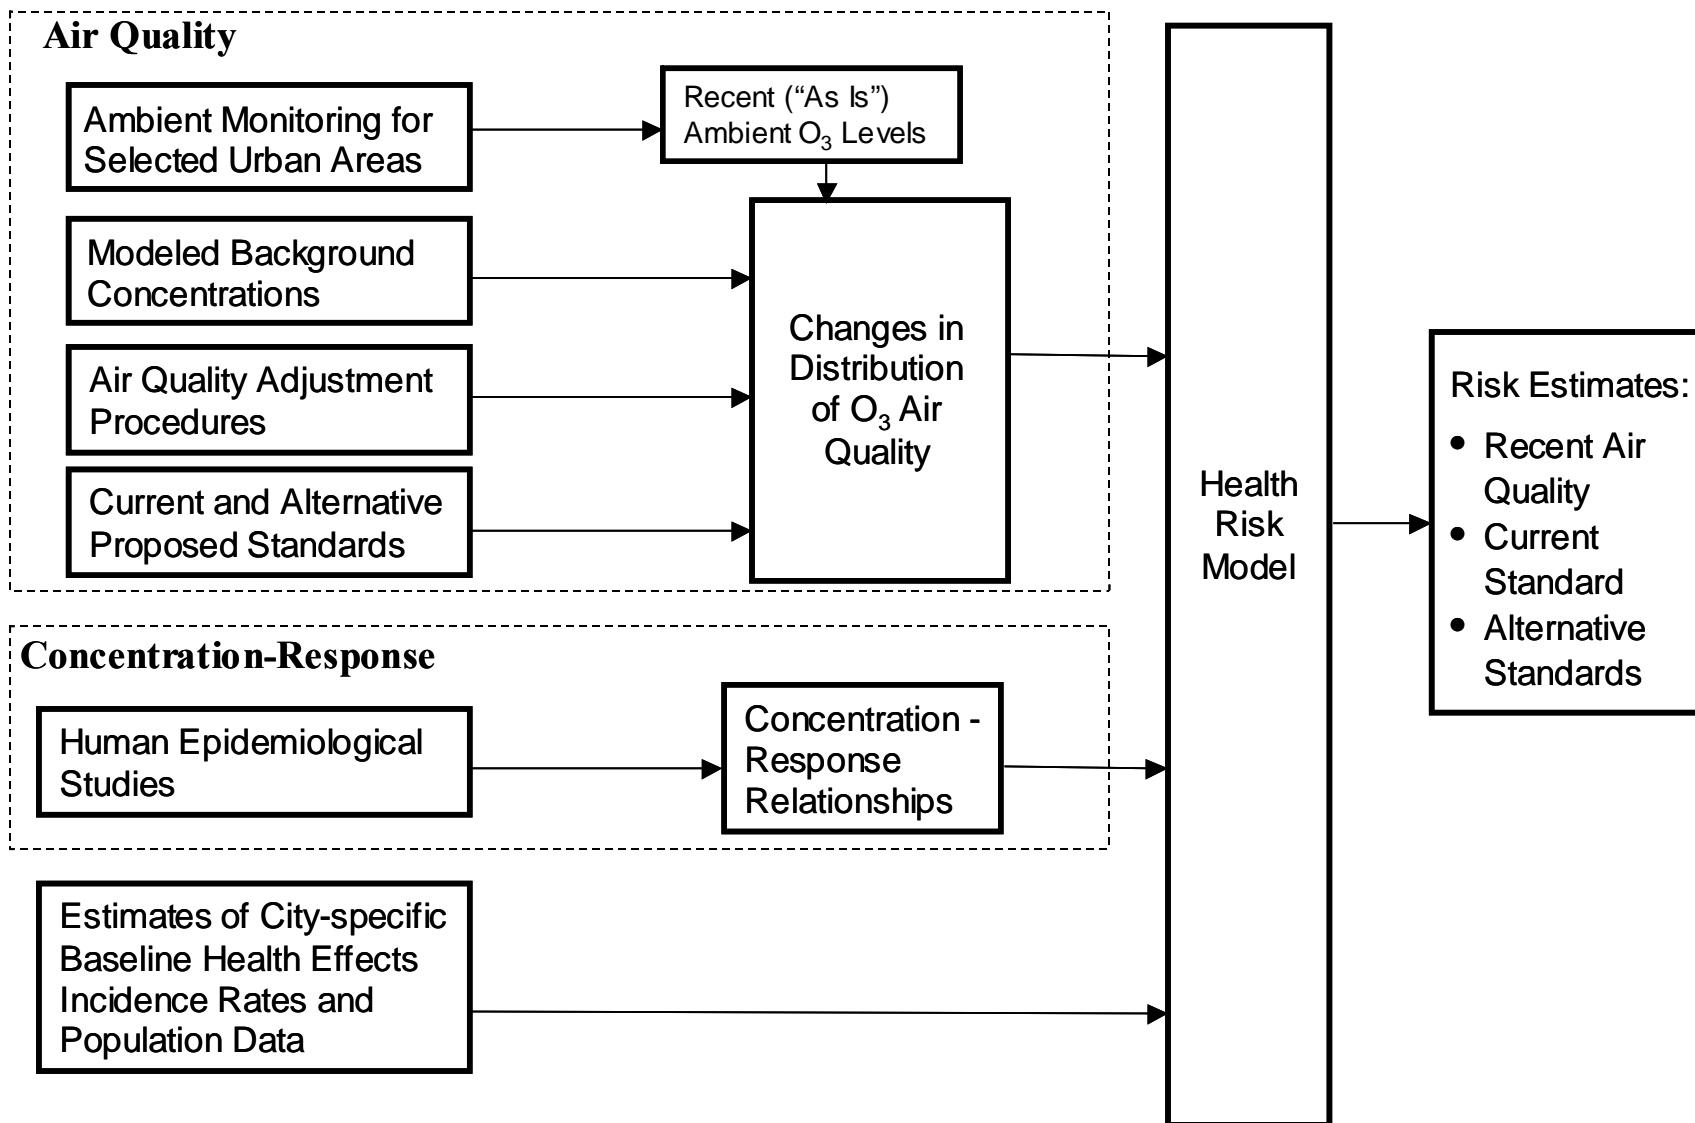 Air Quality
Ambient Monitoring for
Selected Urban Areas
Recent (“As Is”)
Ambient O₃ Levels
Modeled Background
Concentrations
Air Quality Adjustment
Procedures
Current and Alternative
Proposed Standards
Changes in
Distribution
of O₃ Air
Quality
Concentration-Response
Human Epidemiological
Studies
Concentration -
Response
Relationships
Estimates of City-specific
Baseline Health Effects
Incidence Rates and
Population Data
Health
Risk
Model
Risk Estimates:
• Recent Air
Quality
• Current
Standard
• Alternative
Standards